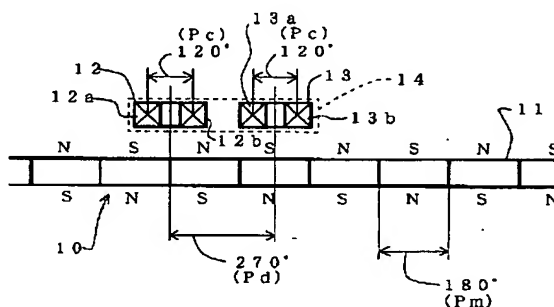 (Pc) 13a (Pc)
120° 120°
12 13 14
12a 13b
12b 11
N S N S N S N S
S N S N S N S
10
270° 180°
(Pd) (Pm)